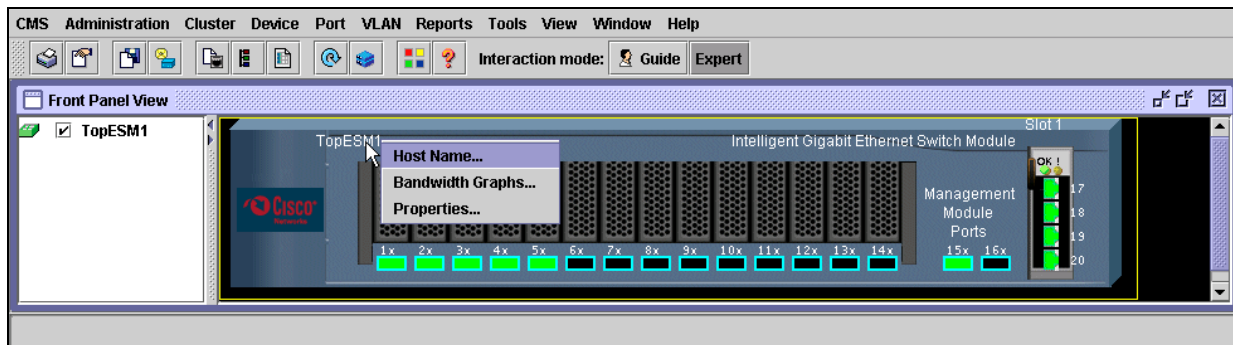 CMS Administration Cluster Device Port VLAN Reports Tools View Window Help
Interaction mode: Guide Expert
Front Panel View
TopESM1
Slot 1
TopESM1 Intelligent Gigabit Ethernet Switch Module
Host Name...
Bandwidth Graphs...
Properties...
OK !
Cisco
Networks
Management
Module
Ports
17
18
19
20
1x 2x 3x 4x 5x 6x 7x 8x 9x 10x 11x 12x 13x 14x 15x 16x